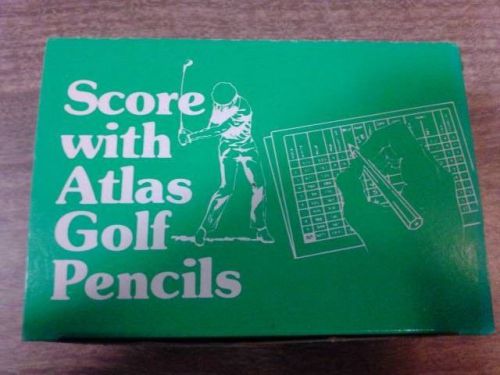 Score
with
Atlas
Golf
Pencils